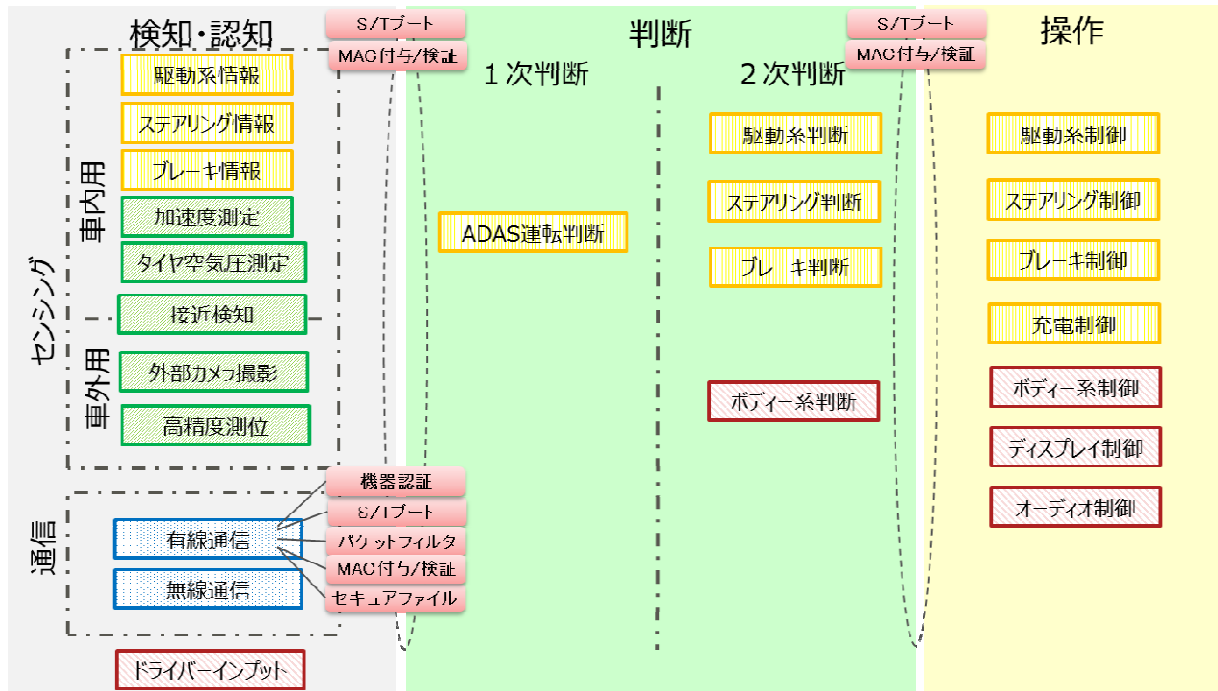 検知・認知
S/Tブート
MAC付与/検証
センシング
車内用
駆動系情報
ステアリング情報
ブレーキ情報
加速度測定
タイヤ空気圧測定
接近検知
車外用
外部カメラ撮影
高精度測位
通信
有線通信
無線通信
機器認証
S/Tブート
パケットフィルタ
MAC付与/検証
セキュアファイル
ドライバーインプット
判断
1次判断
ADAS運転判断
2次判断
駆動系判断
ステアリング判断
ブレーキ判断
ボディー系判断
S/Tブート
MAC付与/検証
操作
駆動系制御
ステアリング制御
ブレーキ制御
充電制御
ボディー系制御
ディスプレイ制御
オーディオ制御